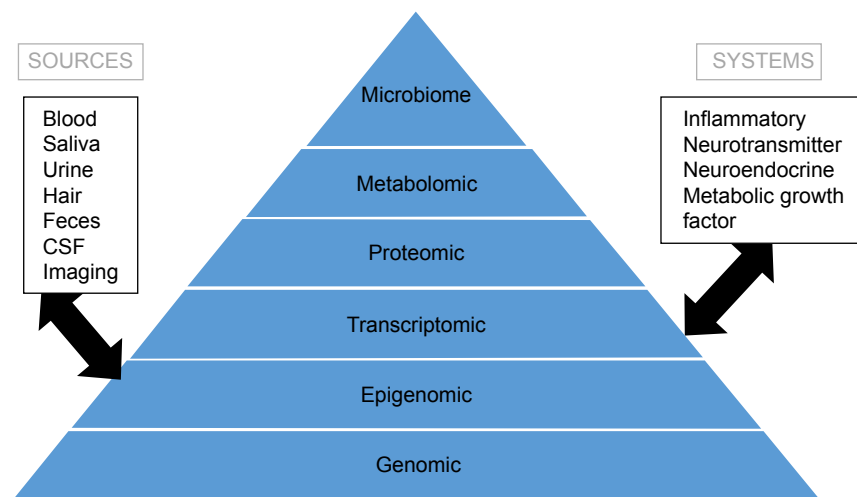 SOURCES
Blood
Saliva
Urine
Hair
Feces
CSF
Imaging
Microbiome
Metabolomic
Proteomic
Transcriptomic
Epigenomic
Genomic
SYSTEMS
Inflammatory
Neurotransmitter
Neuroendocrine
Metabolic growth
factor